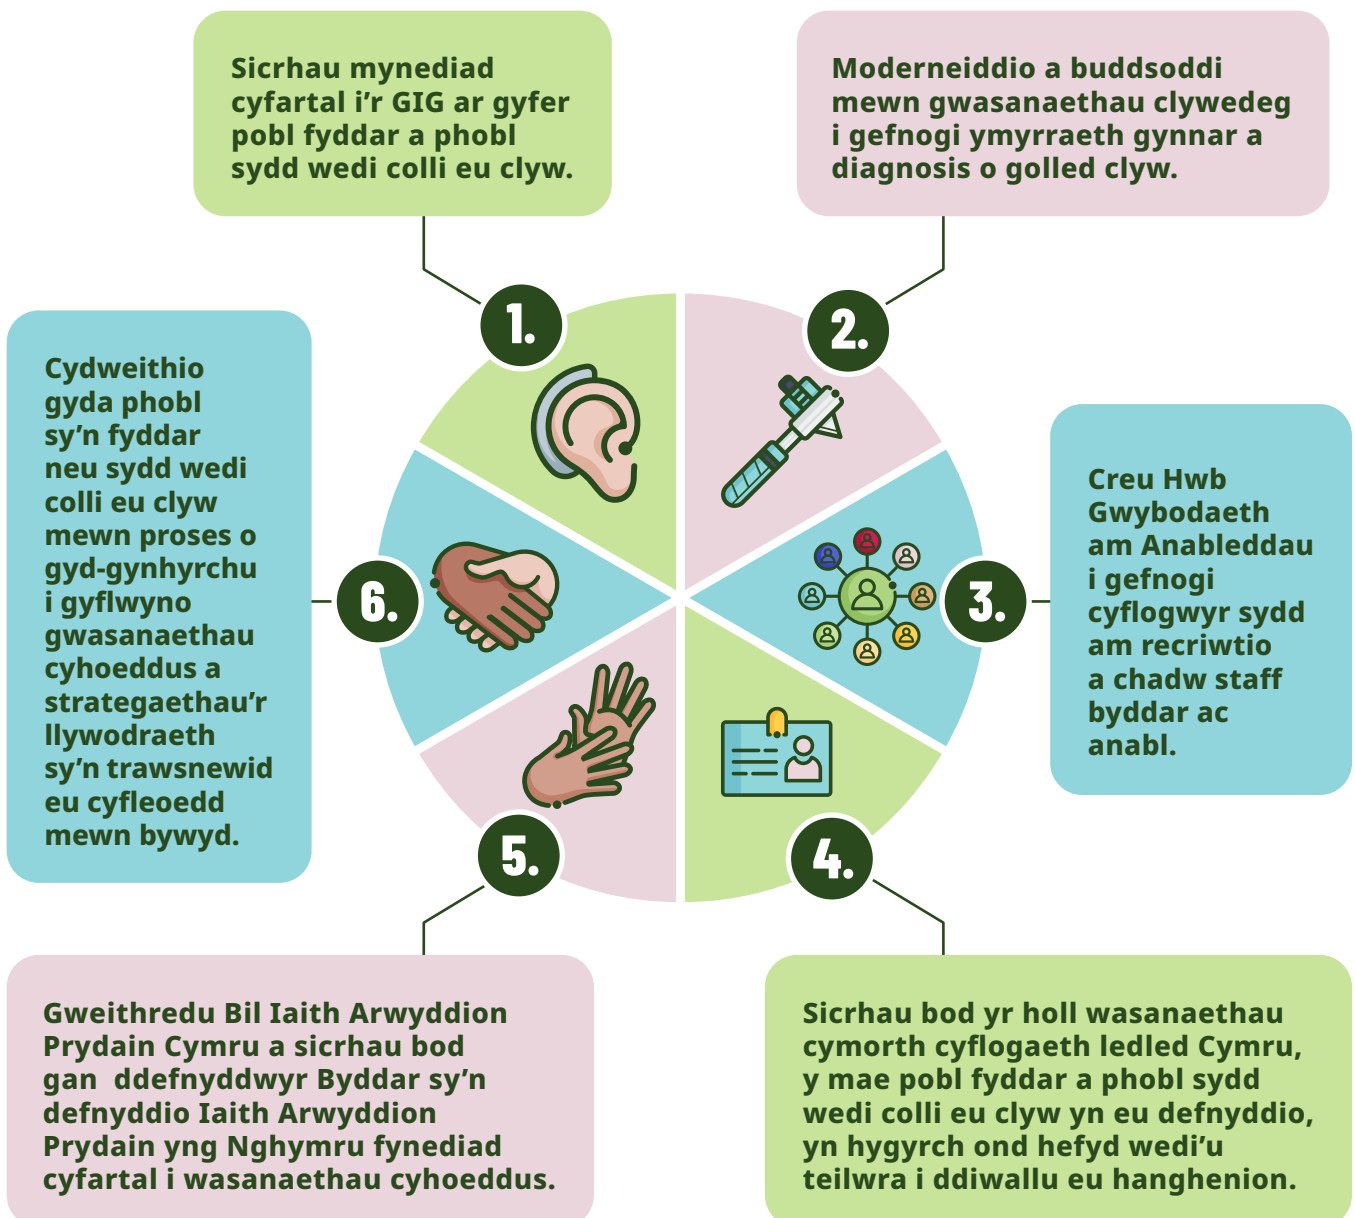 Sicrhau mynediad
cyfartal i'r GIG ar gyfer
pobl fyddar a phobl
sydd wedi colli eu clyw.
1.
Moderneiddio a buddsoddi
mewn gwasanaethau clywedeg
i gefnogi ymyrraeth gynnar a
diagnosis o golled clyw.
2.
Creu Hwb
Gwybodaeth
am Anableddau
i gefnogi
cyflogwyr sydd
am recriwtio
a chadw staff
byddar ac
anabl.
3.
Sicrhau bod yr holl wasanaethau
cymorth cyflogaeth ledled Cymru,
y mae pobl fyddar a phobl sydd
wedi colli eu clyw yn eu defnyddio,
yn hygyrch ond hefyd wedi'u
teilwra i ddiwallu eu hanghenion.
4.
Gweithredu Bil Iaith Arwyddion
Prydain Cymru a sicrhau bod
gan  ddefnyddwyr Byddar sy'n
defnyddio Iaith Arwyddion
Prydain yng Nghymru fynediad
cyfartal i wasanaethau cyhoeddus.
5.
Cydweithio
gyda phobl
sy'n fyddar
neu sydd wedi
colli eu clyw
mewn proses o
gyd-gynhyrchu
i gyflwyno
gwasanaethau
cyhoeddus a
strategaethau'r
llywodraeth
sy'n trawsnewid
eu cyfleoedd
mewn bywyd.
6.